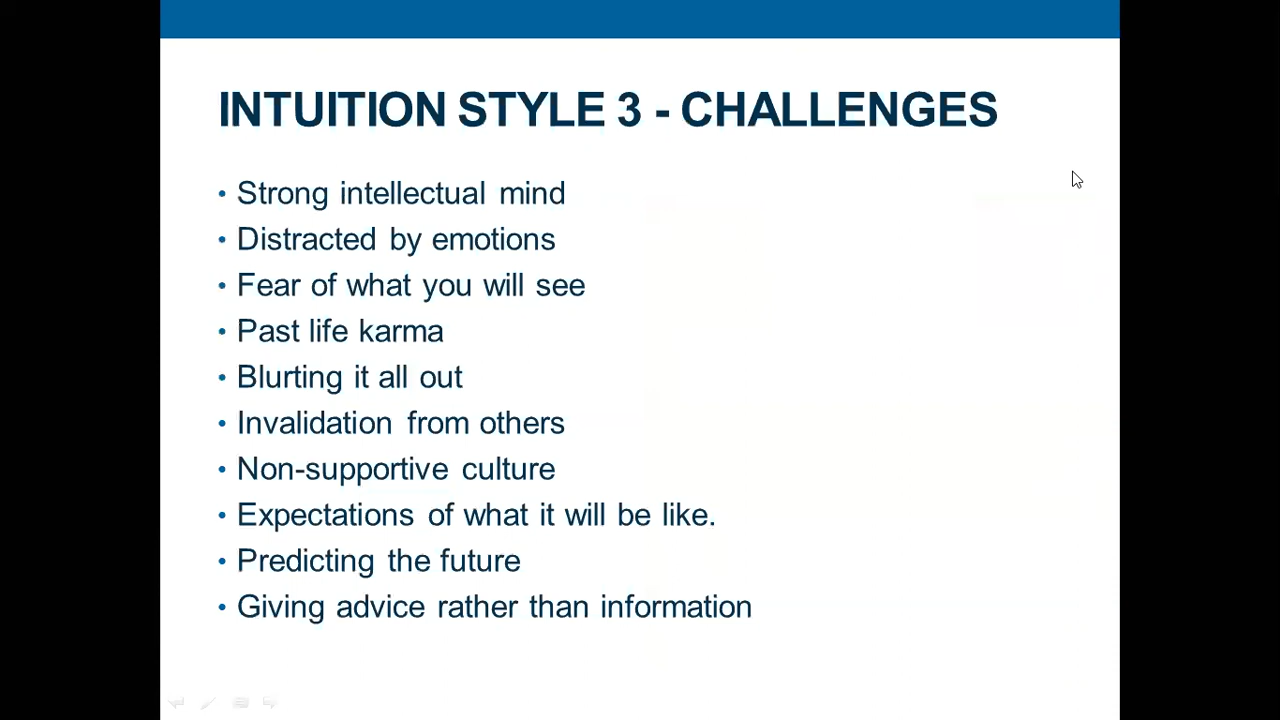 INTUITION STYLE 3 - CHALLENGES
• Strong intellectual mind
• Distracted by emotions
• Fear of what you will see
• Past life karma
• Blurting it all out
• Invalidation from others
• Non-supportive culture
• Expectations of what it will be like.
• Predicting the future
• Giving advice rather than information